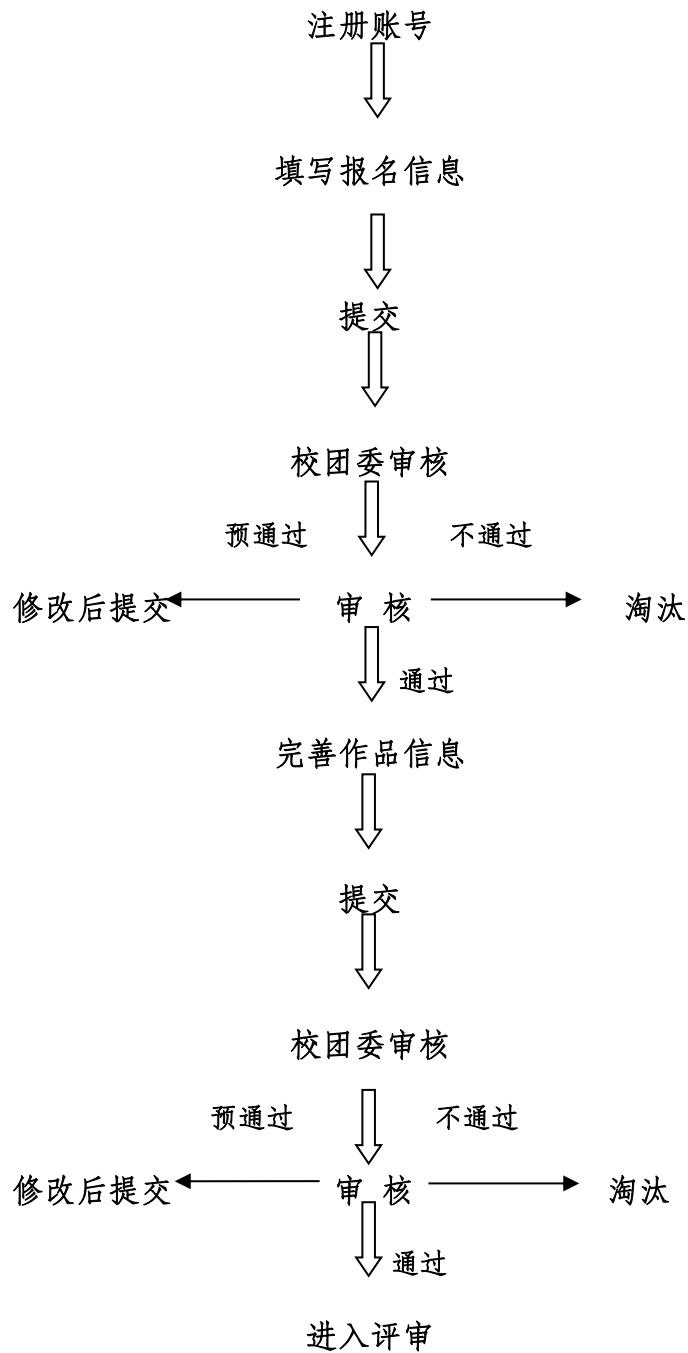 注册账号
填写报名信息
提交
校团委审核
预通过 不通过
修改后提交 审 核 淘汰
通过
完善作品信息
提交
校团委审核
预通过 不通过
修改后提交 审 核 淘汰
通过
进入评审